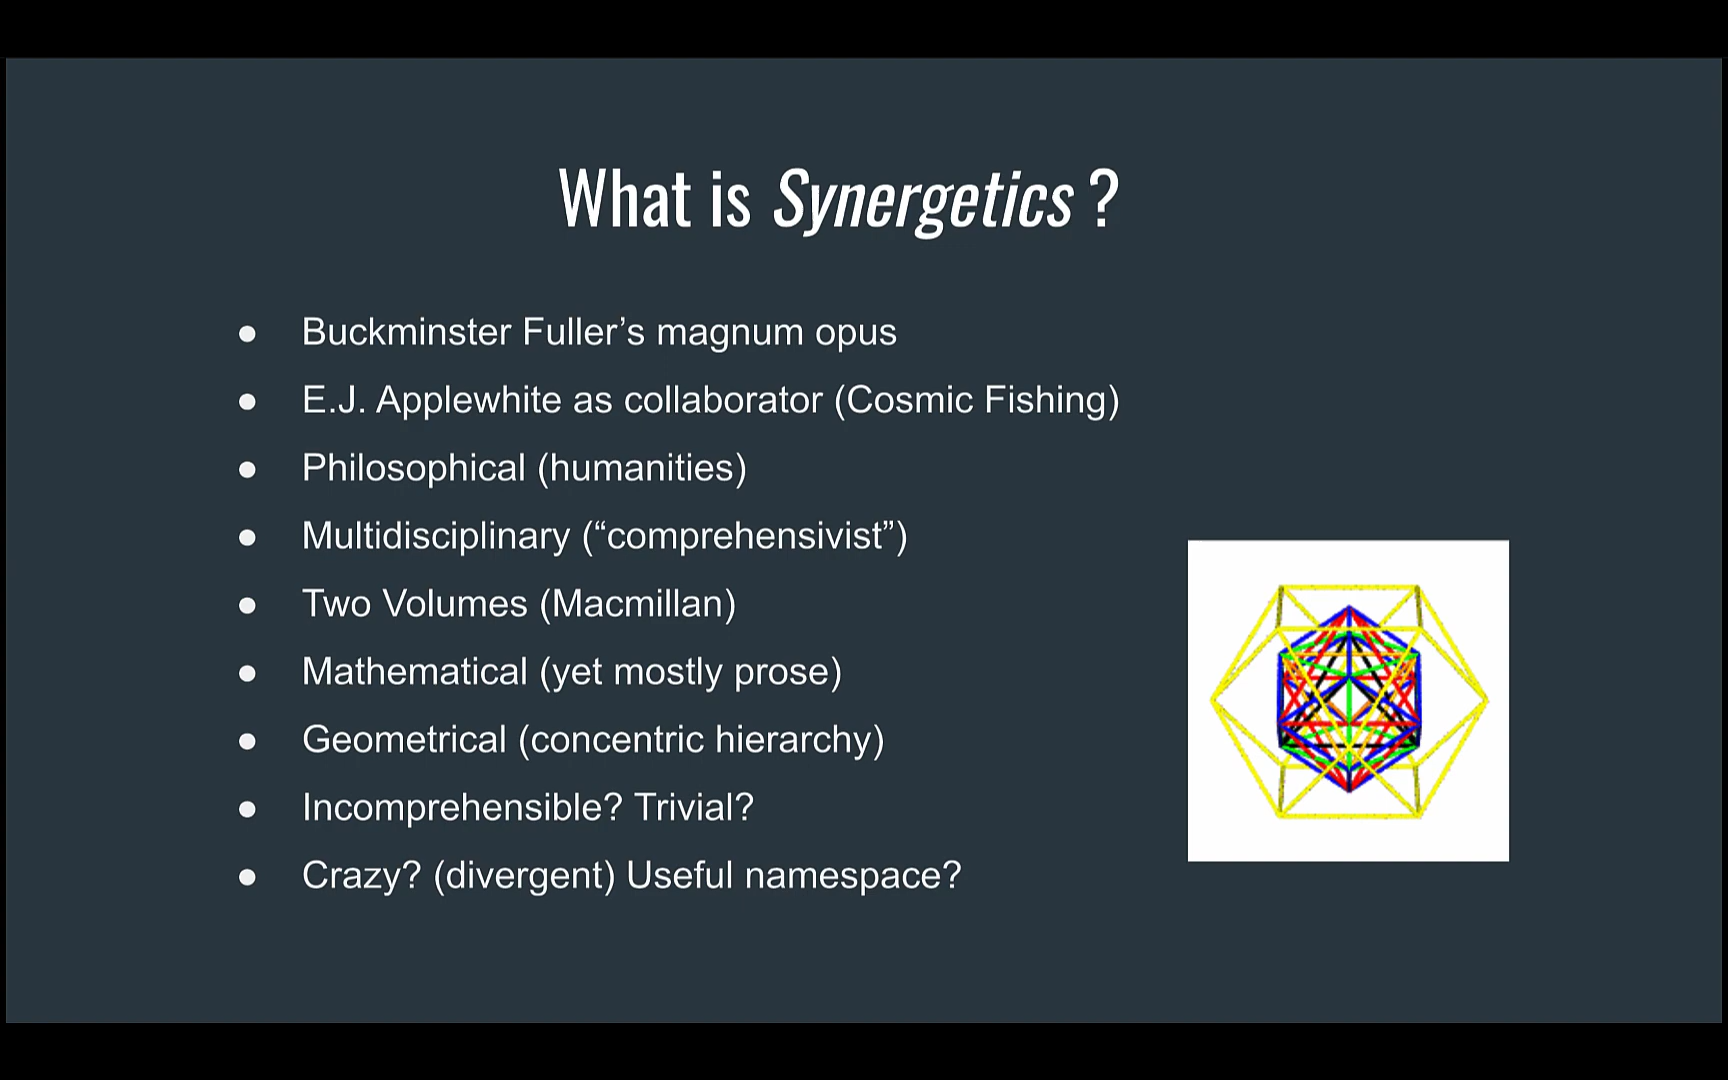 What is Synergetics ?
● Buckminster Fuller’s magnum opus
● E.J. Applewhite as collaborator (Cosmic Fishing)
● Philosophical (humanities)
● Multidisciplinary (“comprehensivist”)
● Two Volumes (Macmillan)
● Mathematical (yet mostly prose)
● Geometrical (concentric hierarchy)
● Incomprehensible? Trivial?
● Crazy? (divergent) Useful namespace?